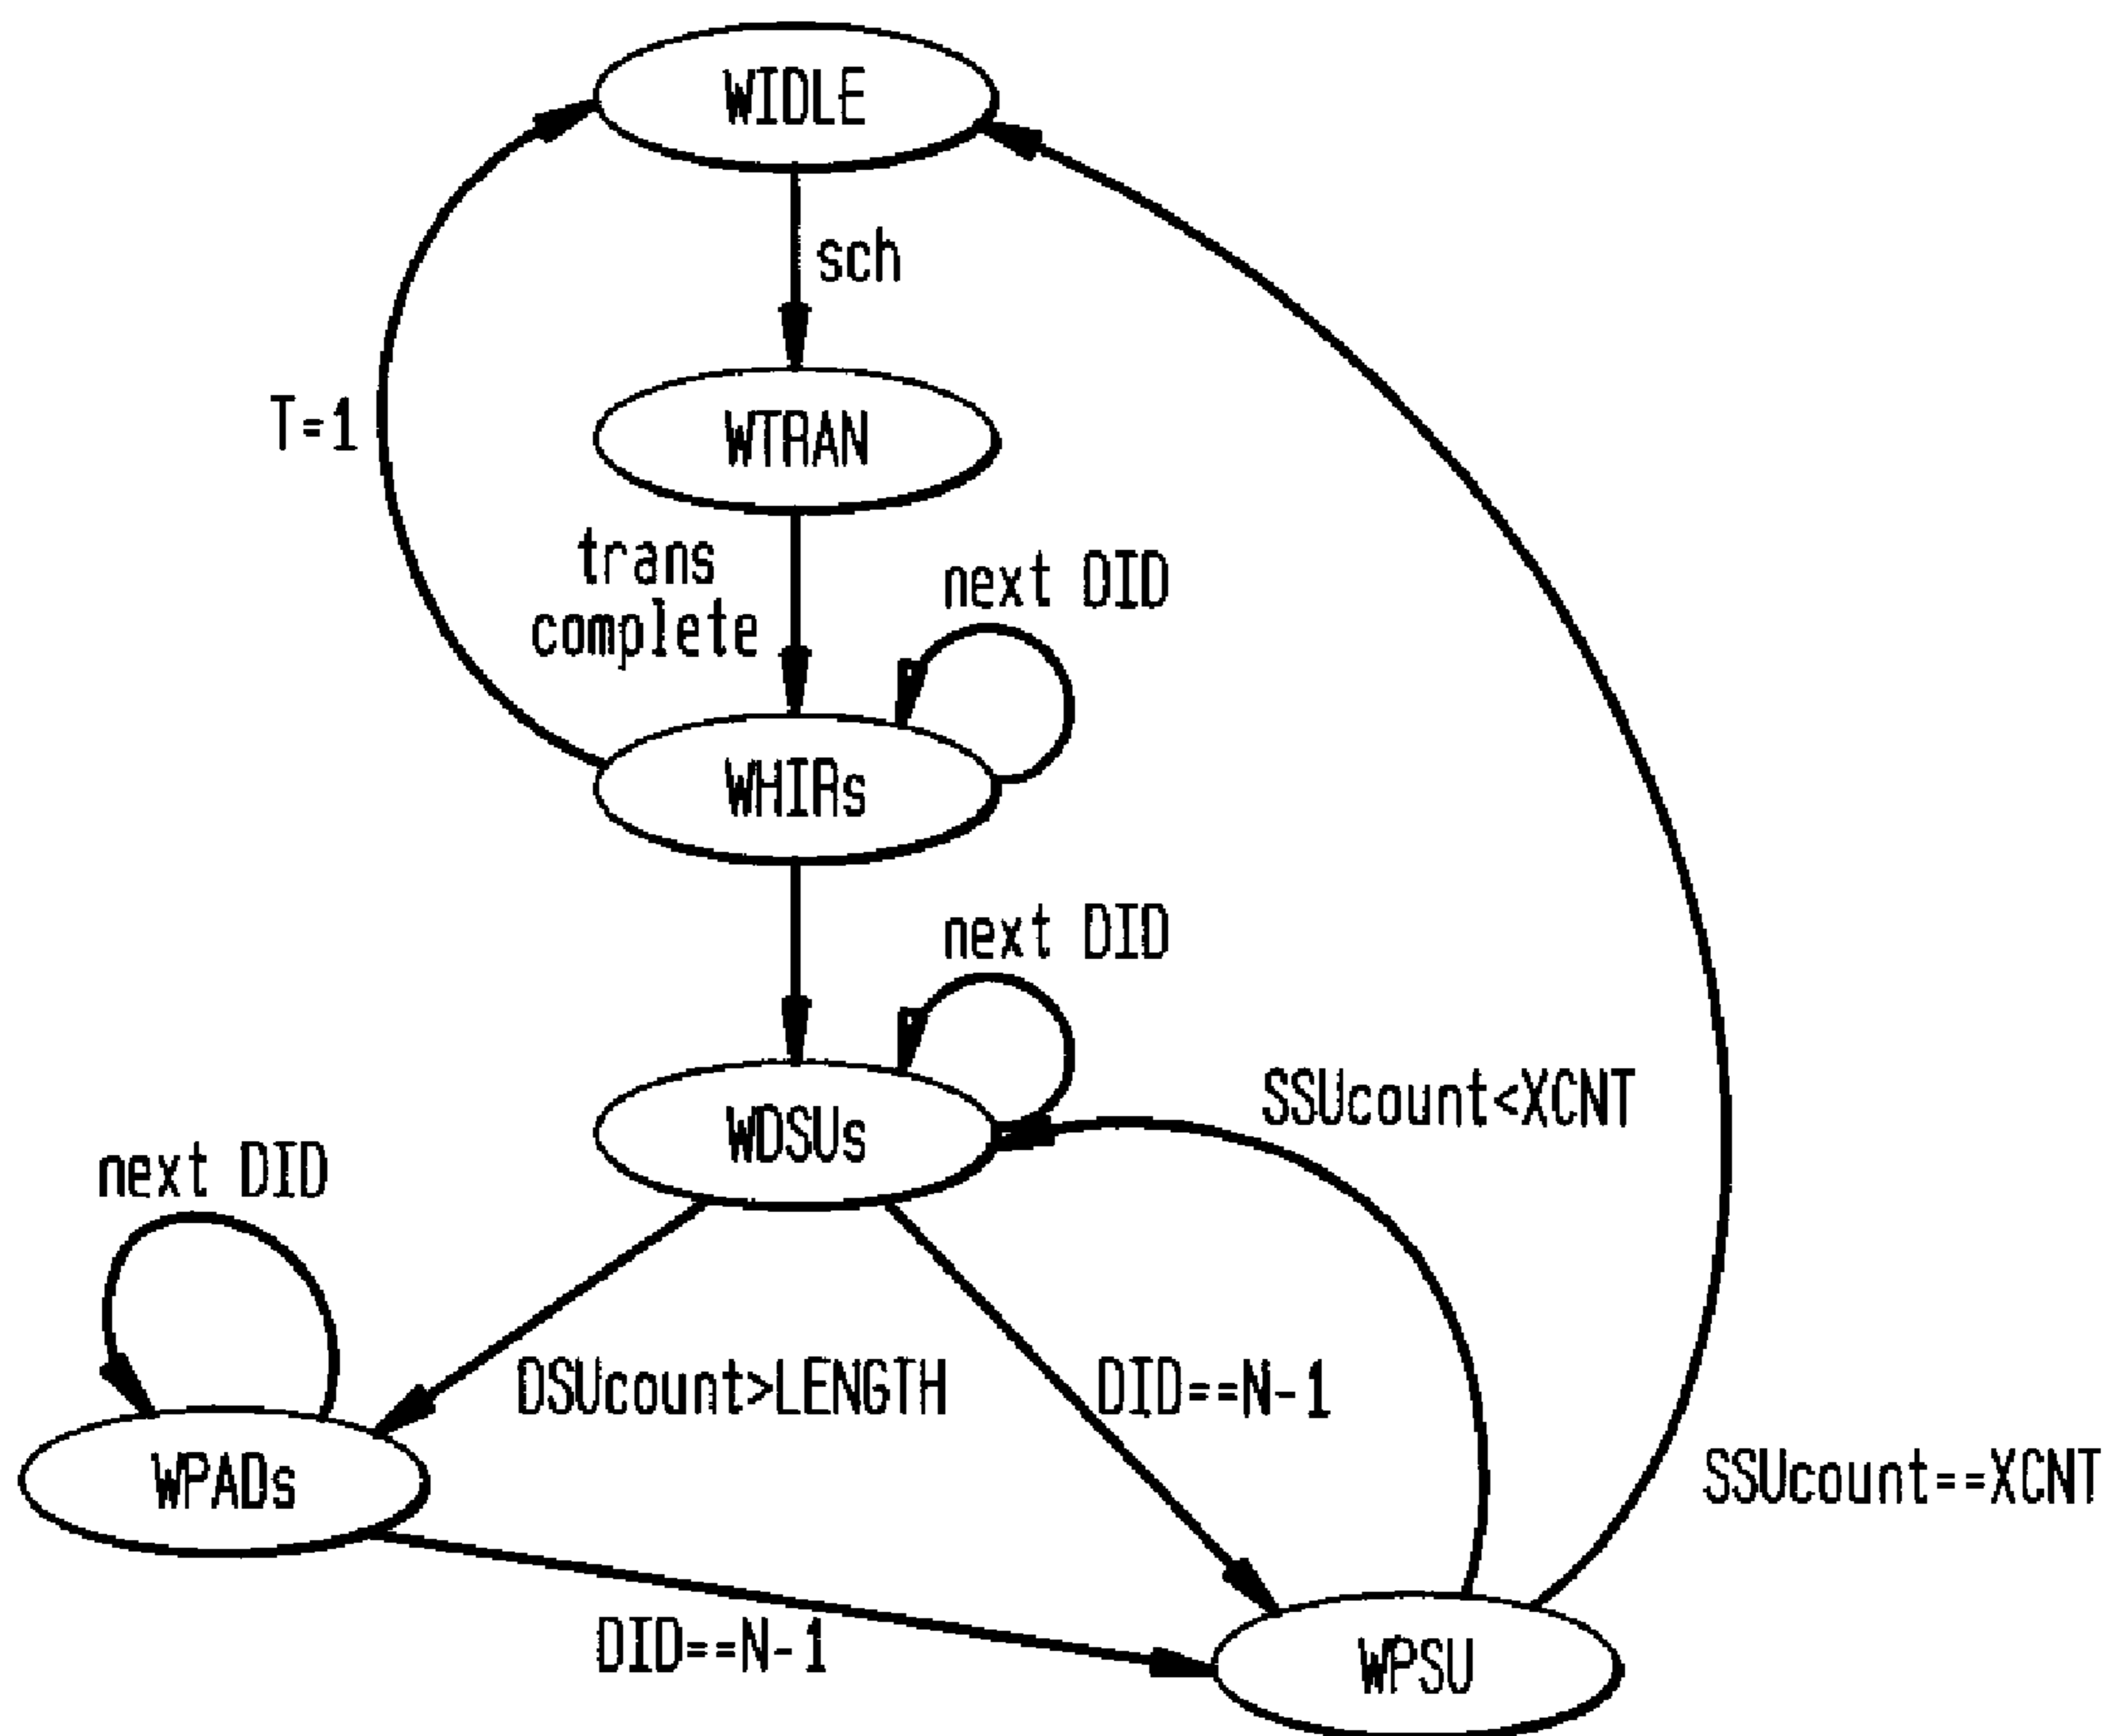 WIDLE
sch
T=1
WTRAN
trans
complete
next DID
WHIRs
next DID
SSUcount<XCNT
WDSUs
next DID
DSUcount>LENGTH
DID==N-1
WPADs
SSUcount==XCNT
DID==N-1
WPSU